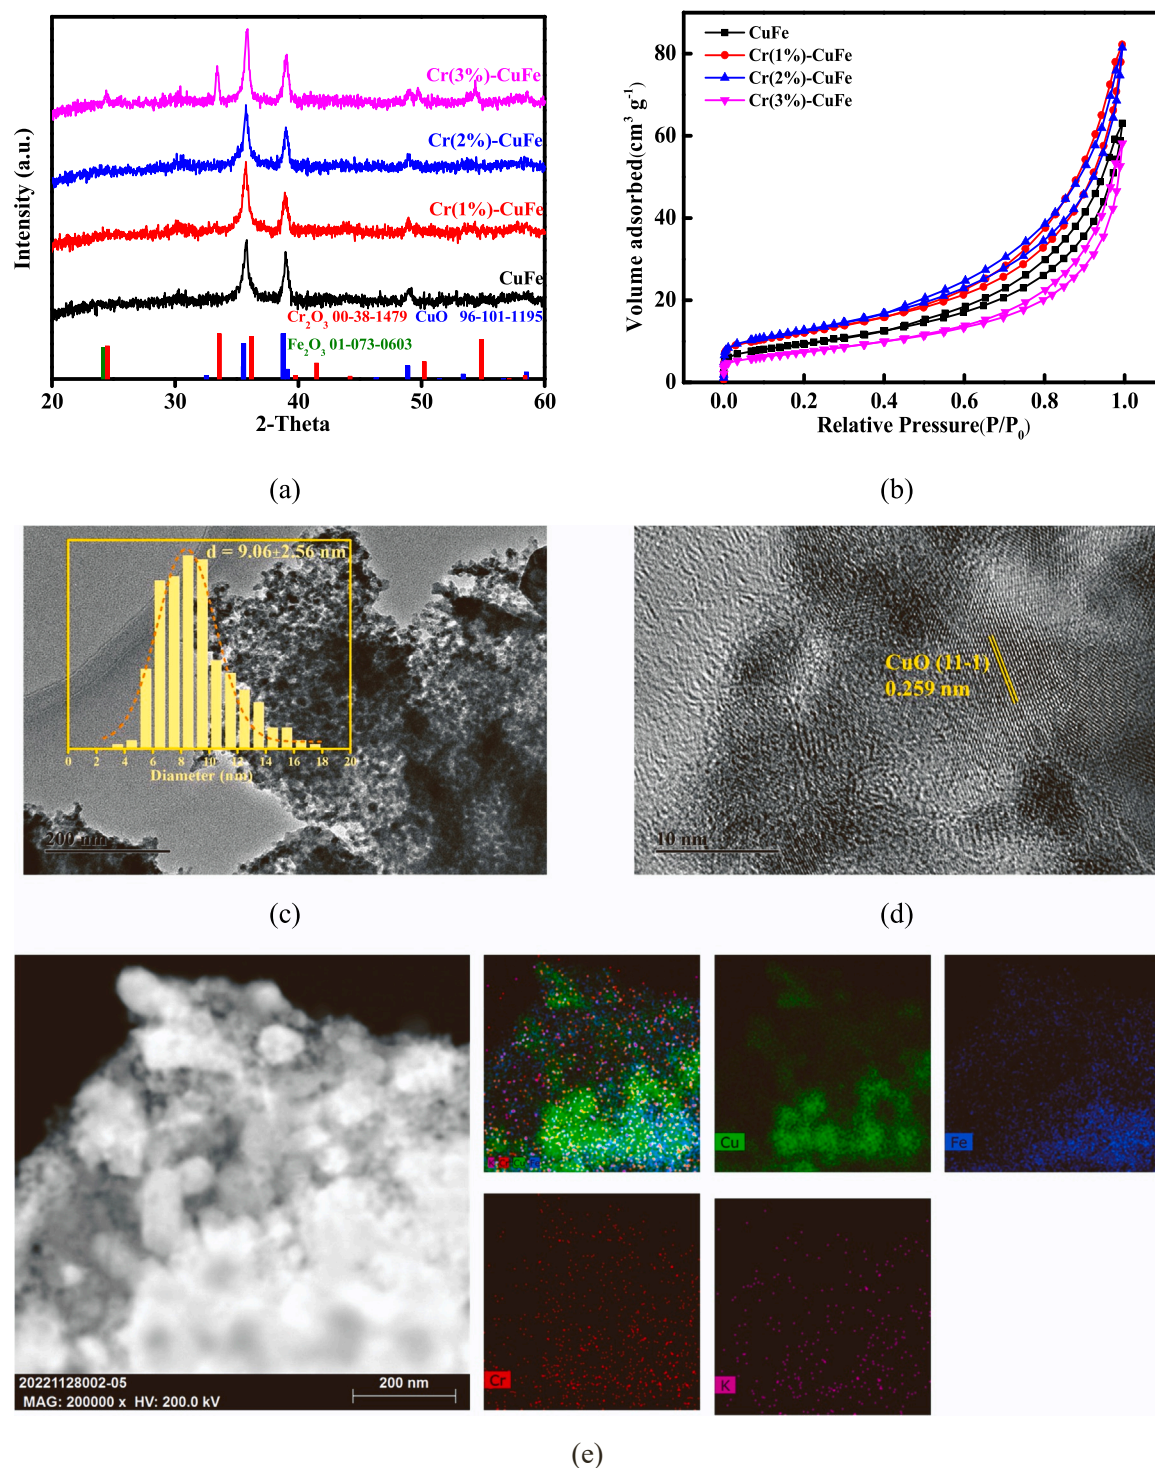 Cr(3%)-CuFe
Cr(2%)-CuFe
Cr(1%)-CuFe
CuFe
Cr2O3 00-38-1479 CuO 96-101-1195
Fe2O3 01-073-0603
Intensity (a.u.)
20 30 40 50 60
2-Theta
(a)
CuFe
Cr(1%)-CuFe
Cr(2%)-CuFe
Cr(3%)-CuFe
Volume adsorbed(cm3 g-1)
80
60
40
20
0
0.0 0.2 0.4 0.6 0.8 1.0
Relative Pressure(P/P0)
(b)
d = 9.06±2.56 nm
0 2 4 6 8 10 12 14 16 18 20
Diameter (nm)
200 nm
(c)
CuO (11-1)
0.259 nm
10 nm
(d)
20221128002-05
MAG: 200000 x HV: 200.0 kV
200 nm
Cu
Fe
Cr
K
(e)